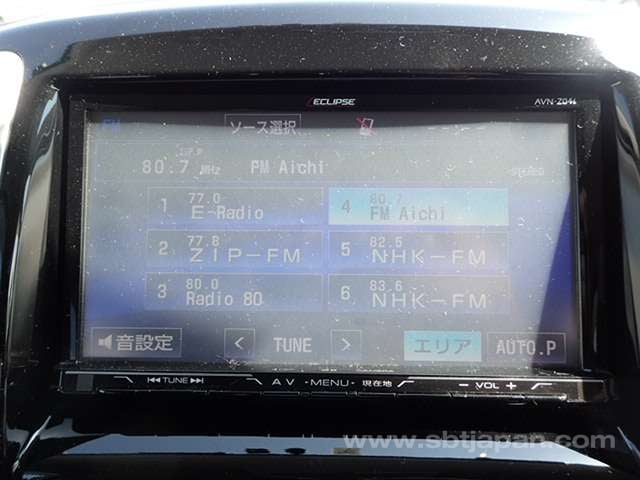 ECLIPSE AVN-Z04i
FM ソース選択
80.7 MHz FM Aichi STEREO
1 77.0 E-Radio
4 80.7 FM Aichi
2 77.8 ZIP-FM
5 82.5 NHK-FM
3 80.0 Radio 80
6 83.6 NHK-FM
音設定 < TUNE > エリア AUTO.P
TUNE AV MENU 現在地 − VOL +
www.sbtjapan.com